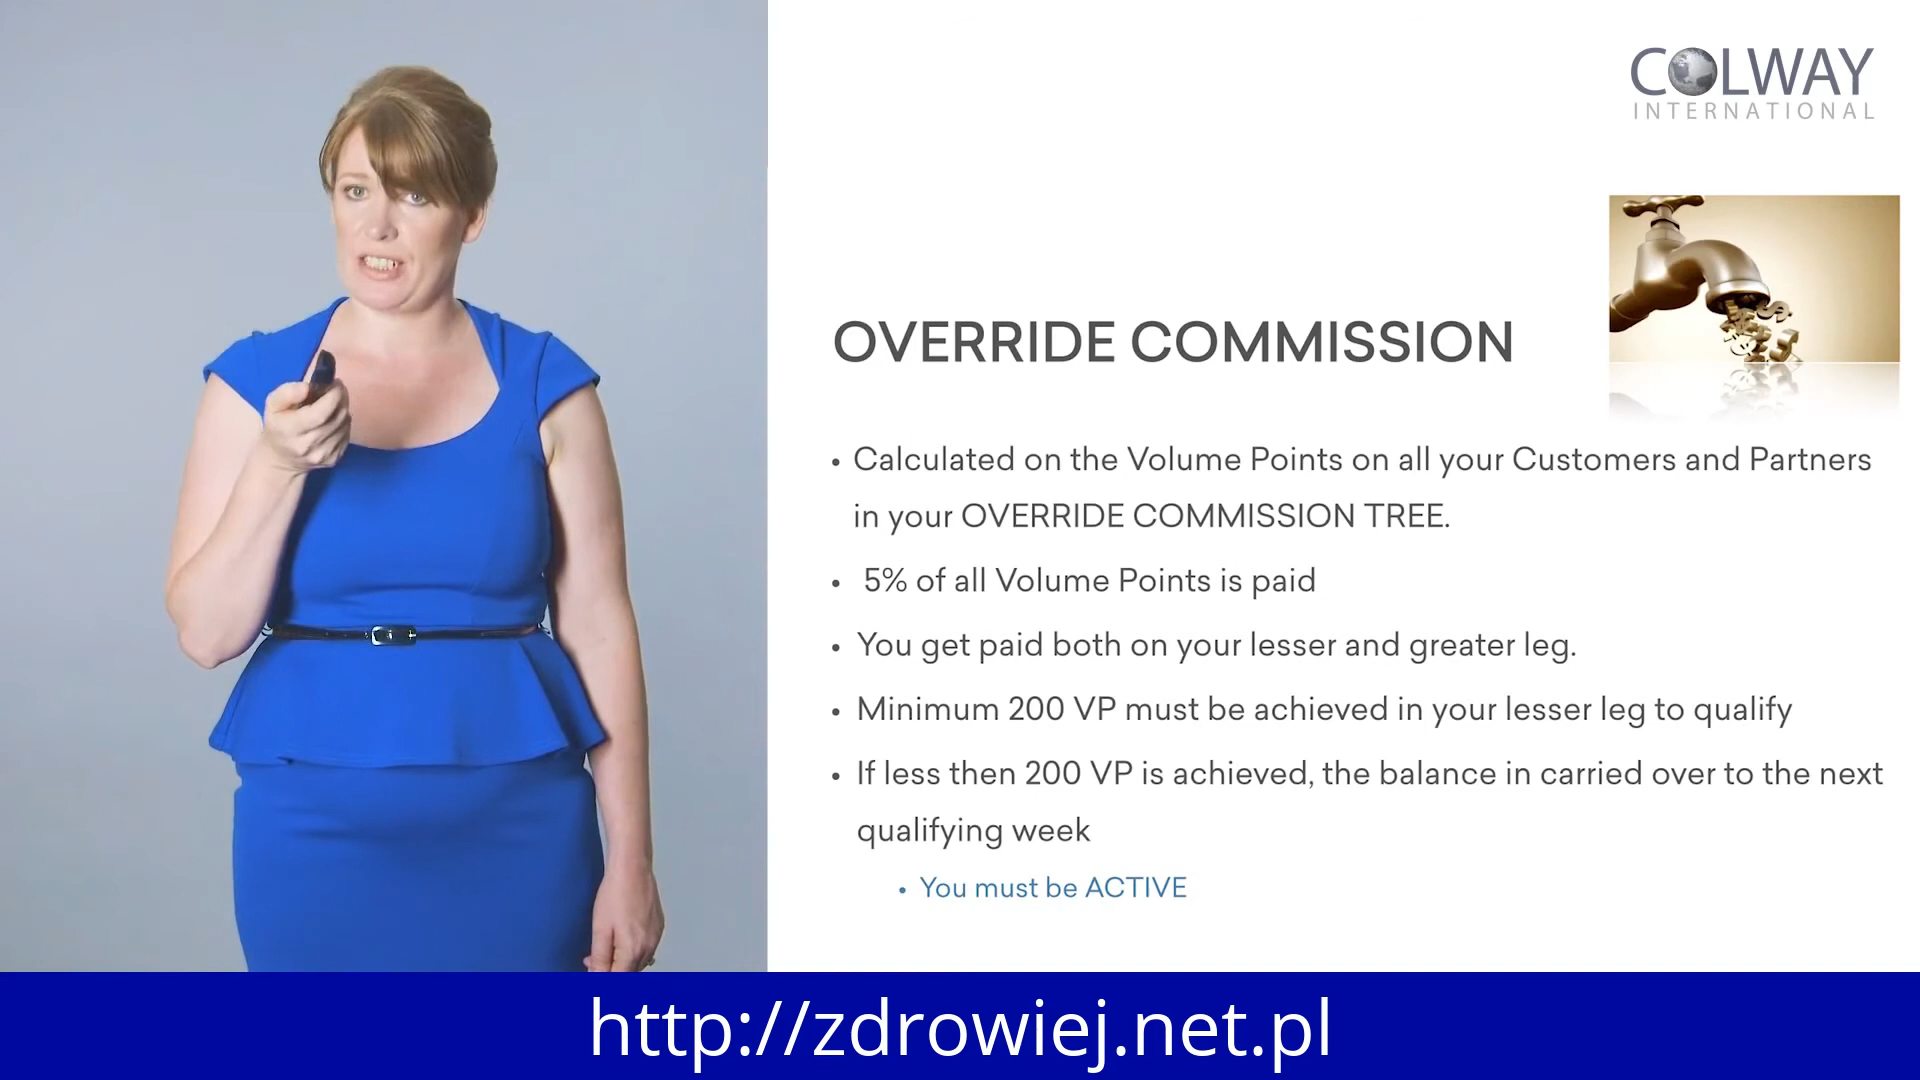 COLWAY
INTERNATIONAL
OVERRIDE COMMISSION
• Calculated on the Volume Points on all your Customers and Partners
in your OVERRIDE COMMISSION TREE.
• 5% of all Volume Points is paid
• You get paid both on your lesser and greater leg.
• Minimum 200 VP must be achieved in your lesser leg to qualify
• If less then 200 VP is achieved, the balance in carried over to the next
qualifying week
• You must be ACTIVE
http://zdrowiej.net.pl